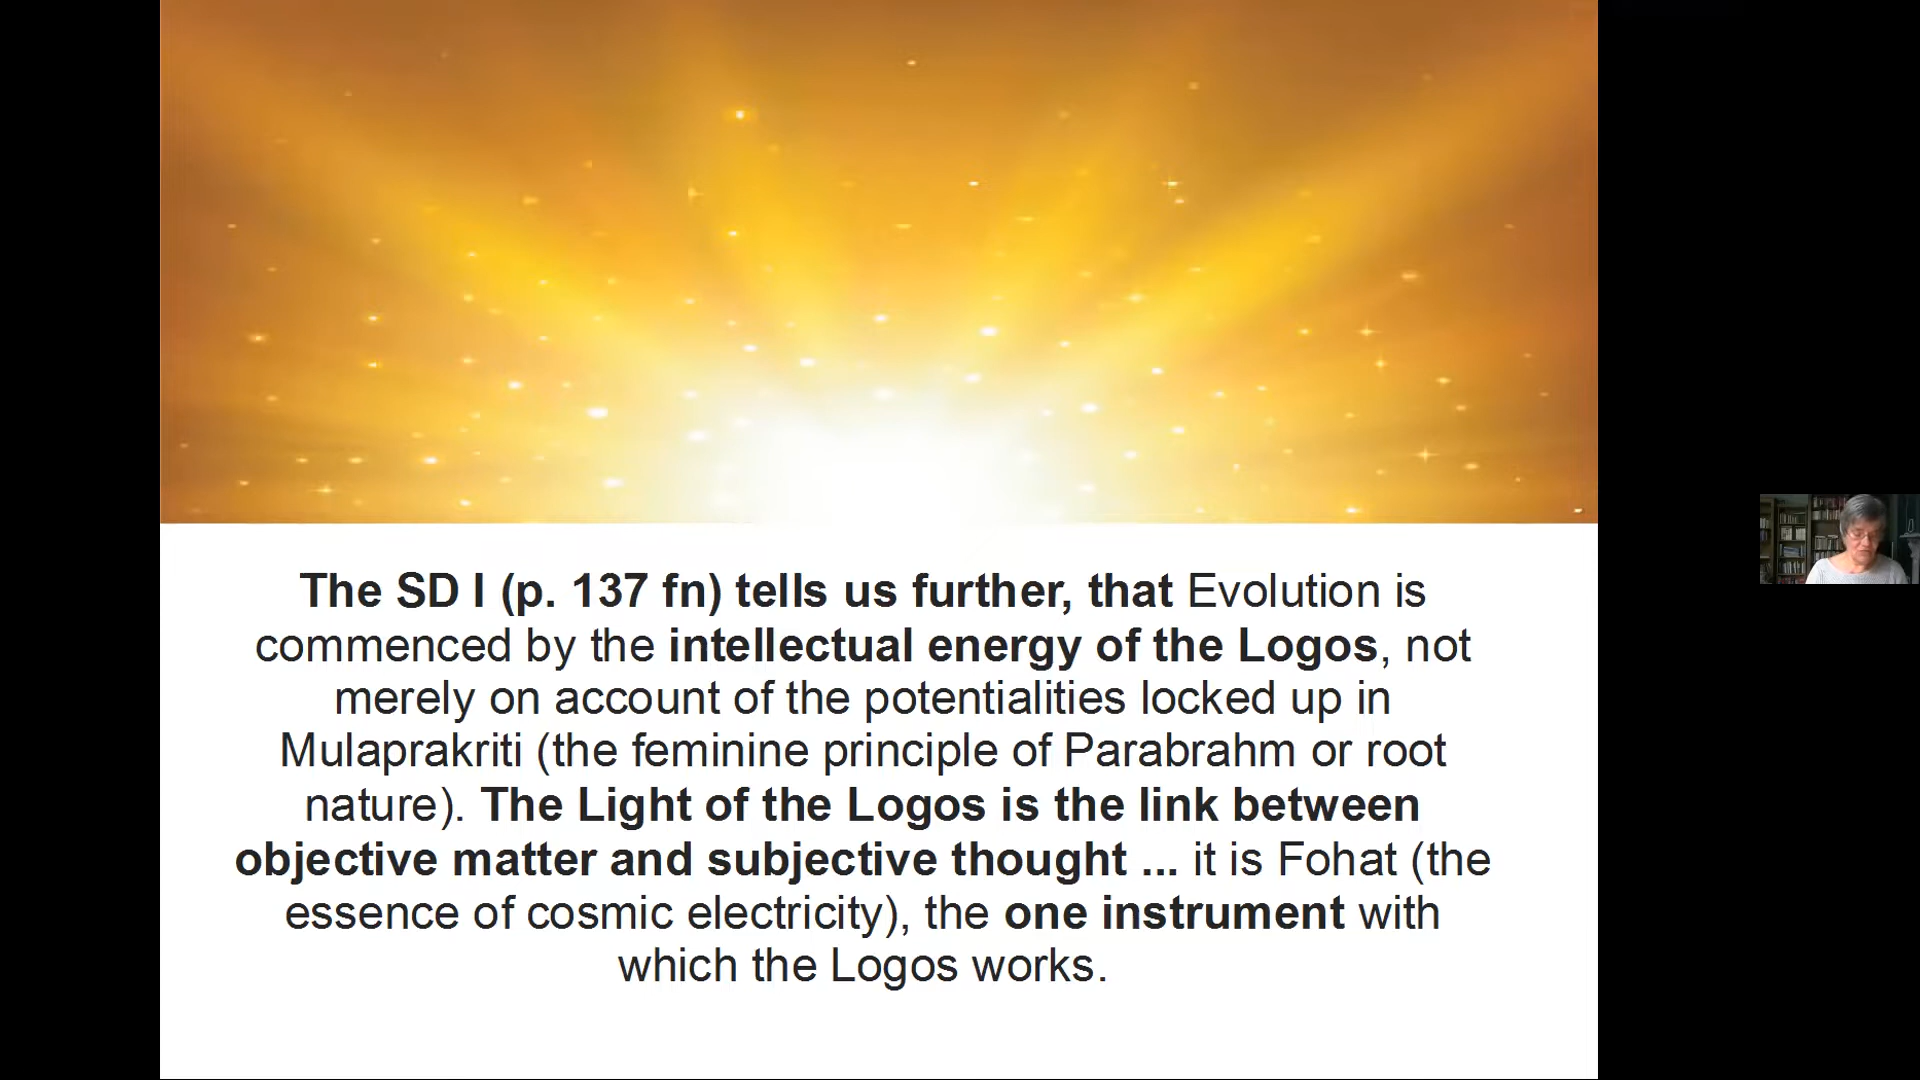 The SD I (p. 137 fn) tells us further, that Evolution is
commenced by the intellectual energy of the Logos, not
merely on account of the potentialities locked up in
Mulaprakriti (the feminine principle of Parabrahm or root
nature). The Light of the Logos is the link between
objective matter and subjective thought ... it is Fohat (the
essence of cosmic electricity), the one instrument with
which the Logos works.